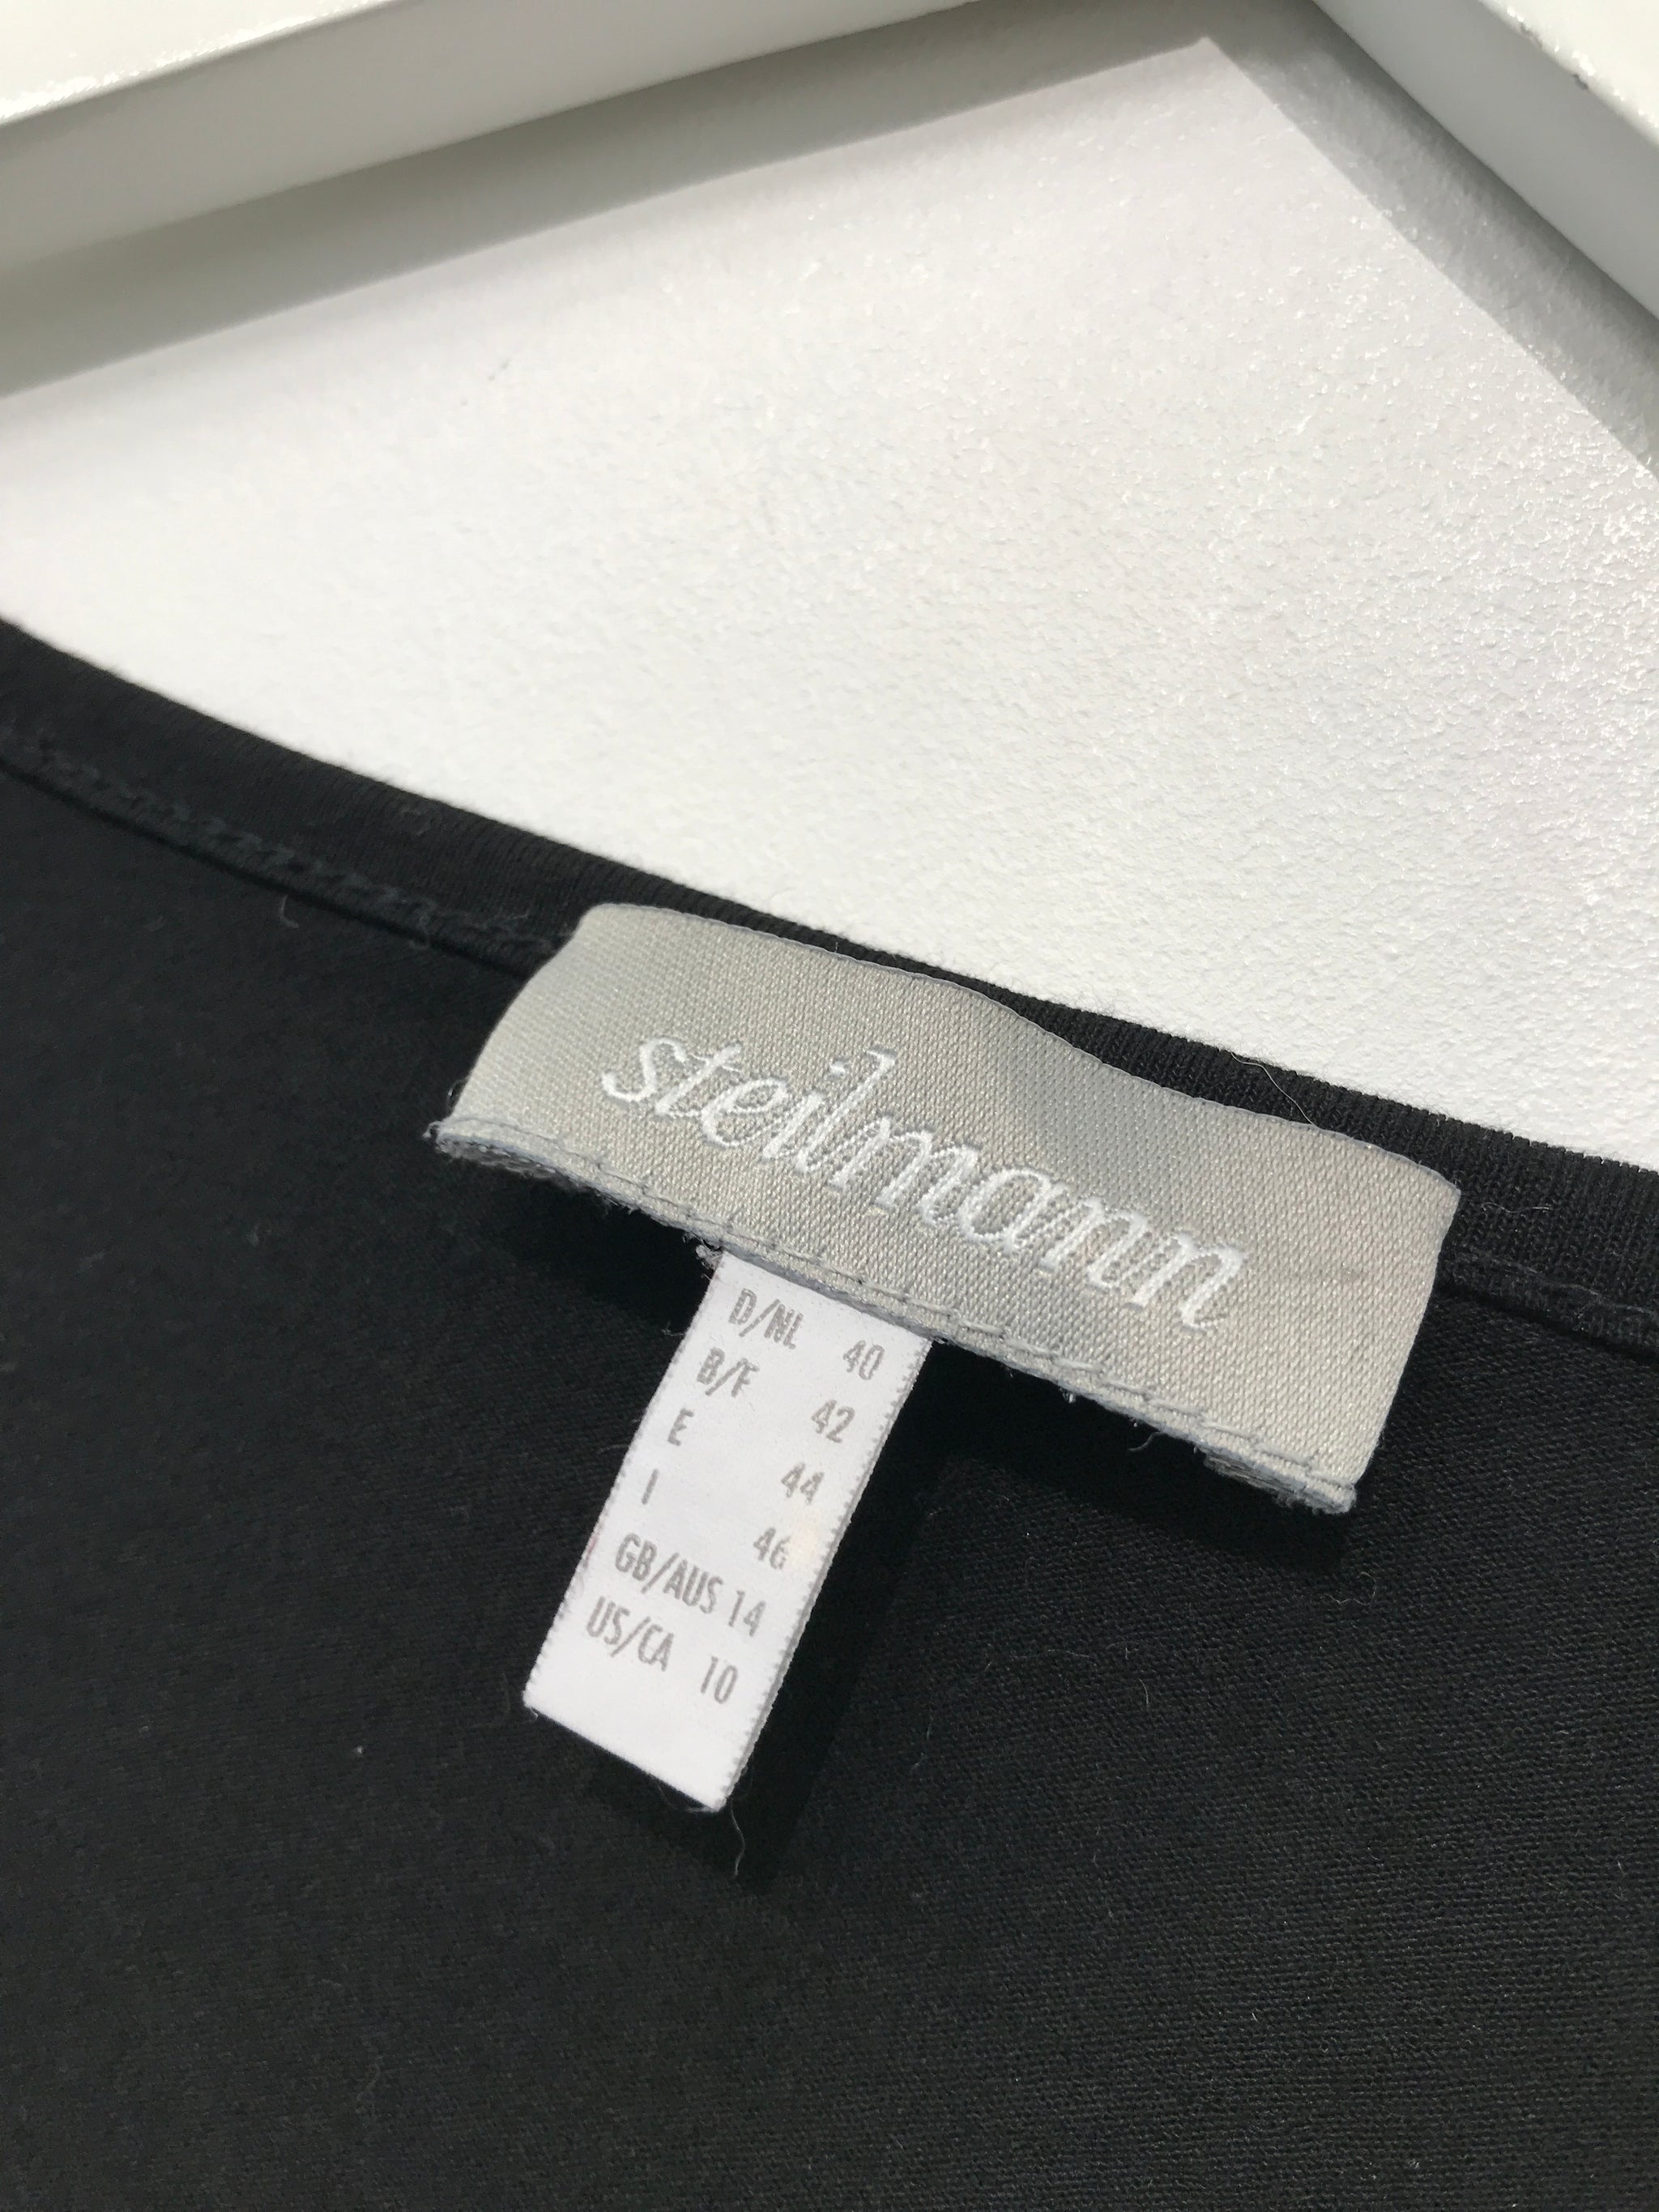 steilmann
D/NL 40
B/F 42
E 44
I 46
GB/AUS 14
US/CA 10